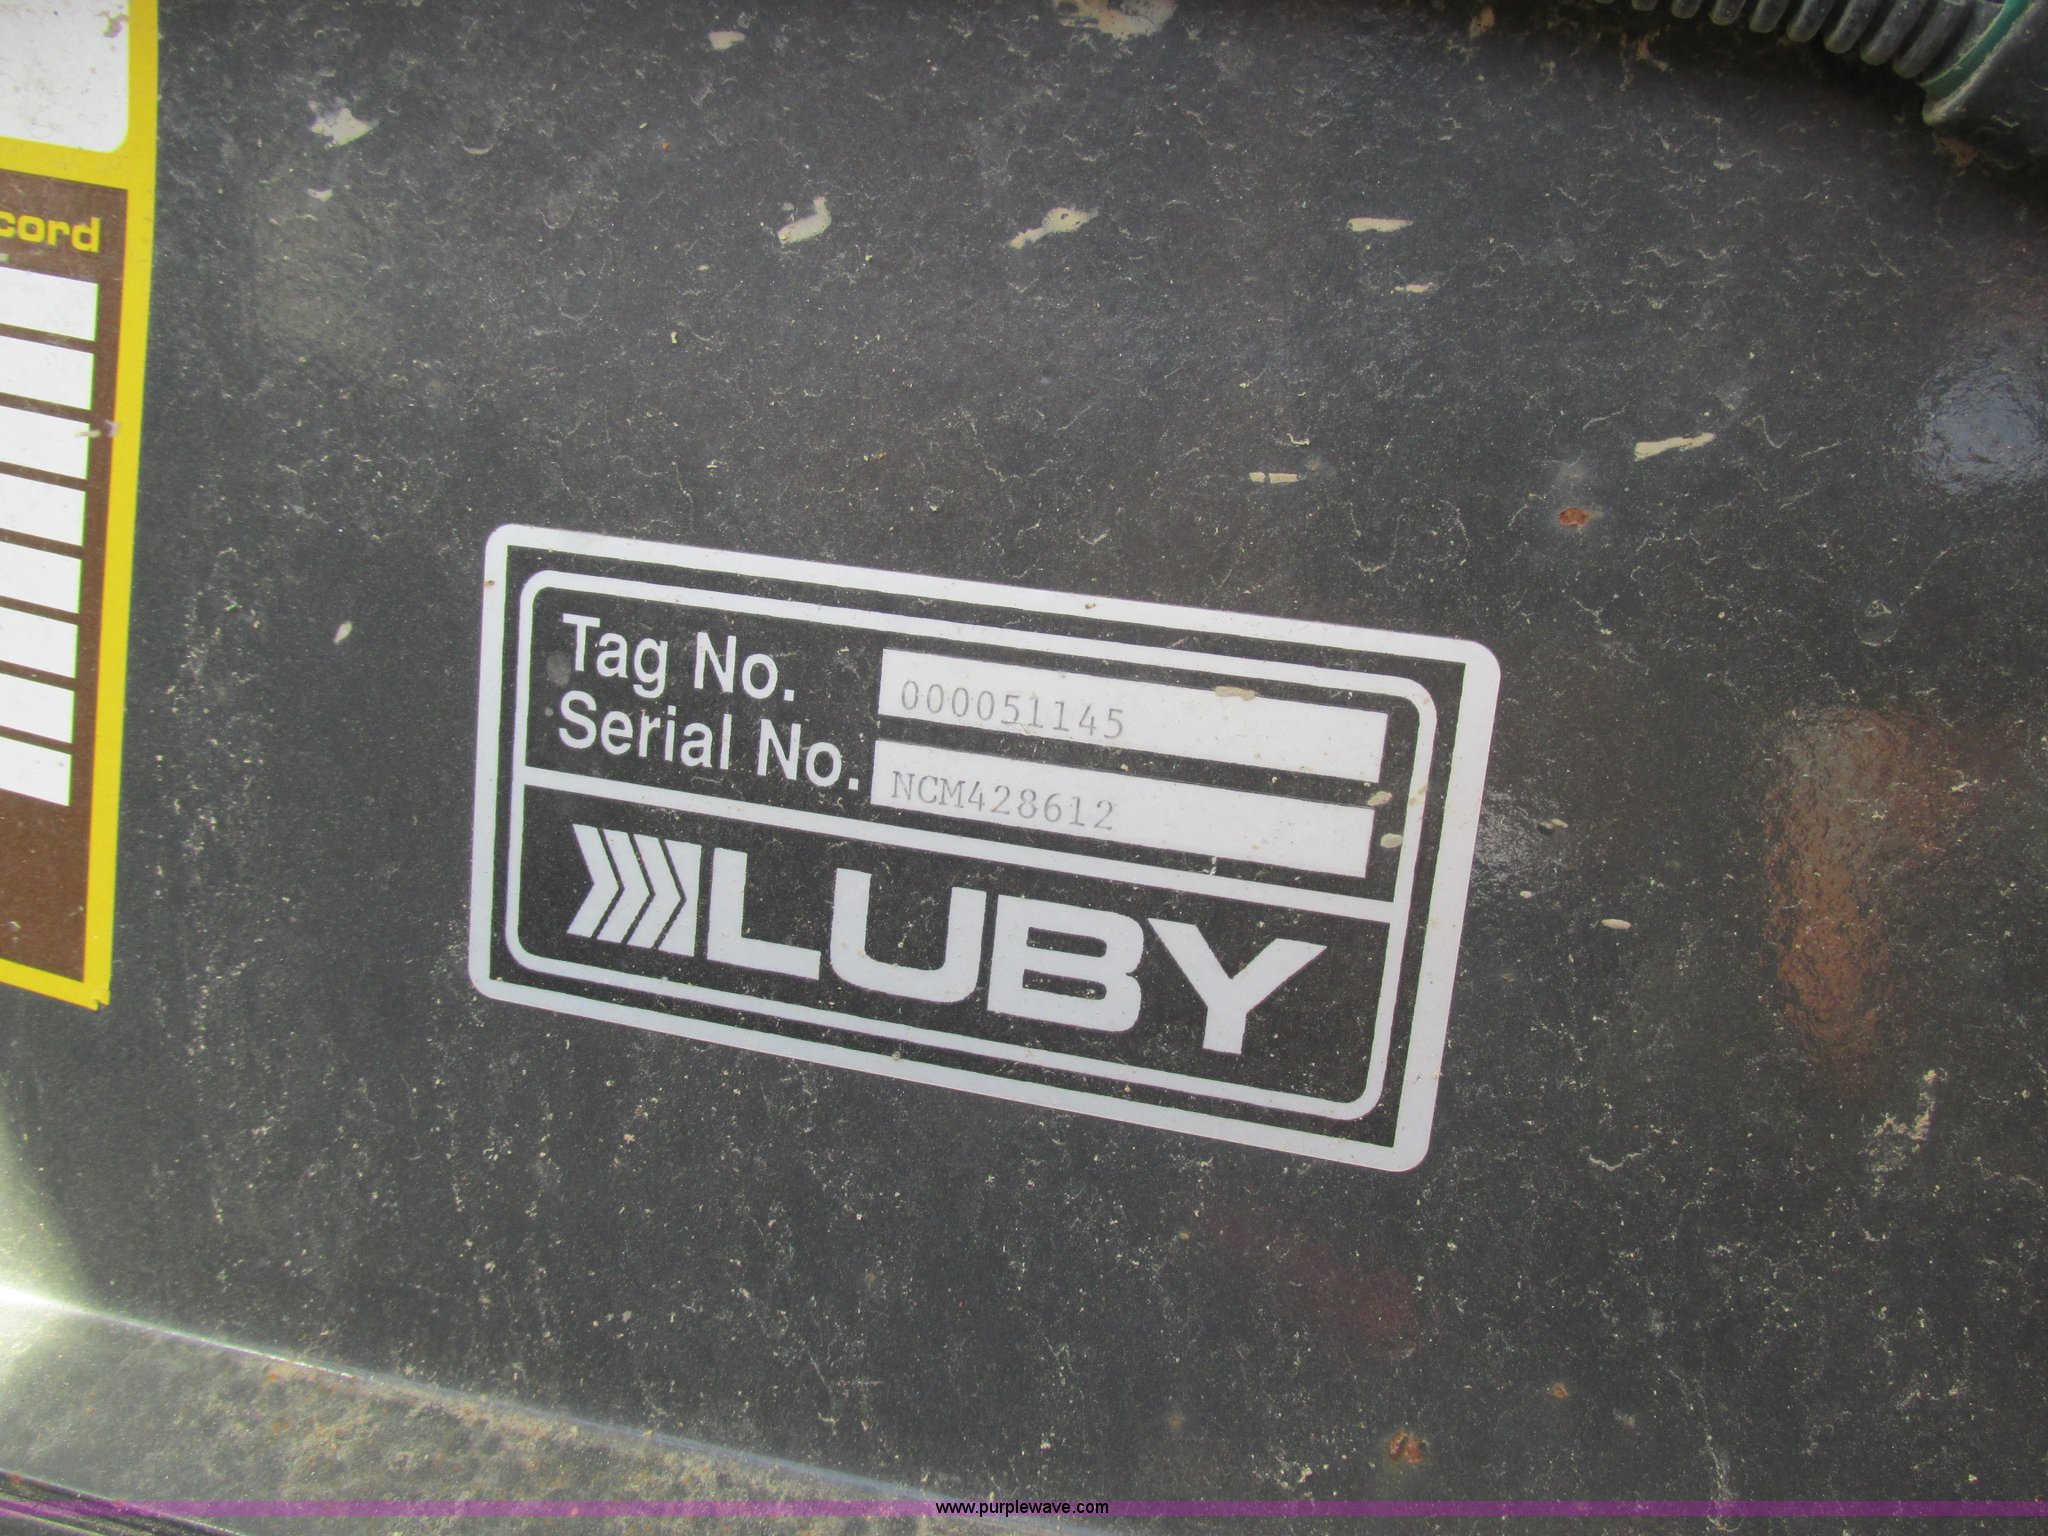 cord
Tag No. 000051145
Serial No. NCM428612
LUBY
www.purplewave.com